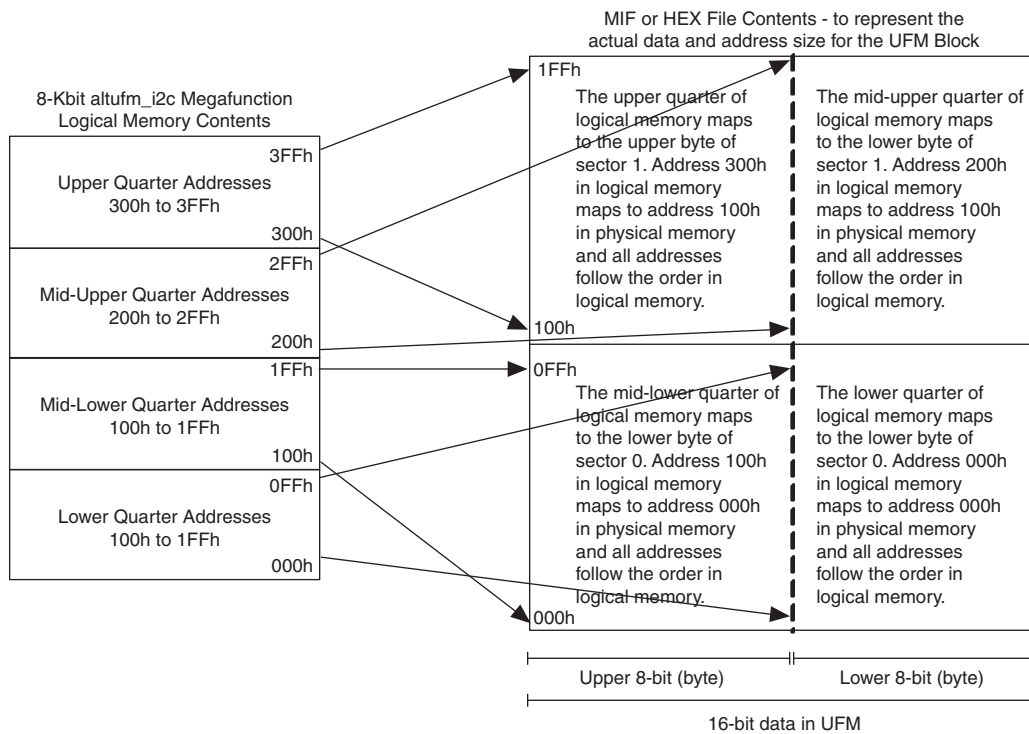 MIF or HEX File Contents - to represent the
actual data and address size for the UFM Block
8-Kbit altufm_i2c Megafunction
Logical Memory Contents
3FFh
Upper Quarter Addresses
300h to 3FFh
300h
2FFh
Mid-Upper Quarter Addresses
200h to 2FFh
200h
1FFh
Mid-Lower Quarter Addresses
100h to 1FFh
100h
0FFh
Lower Quarter Addresses
100h to 1FFh
000h
1FFh
The upper quarter of
logical memory maps
to the upper byte of
sector 1. Address 300h
in logical memory
maps to address 100h
in physical memory
and all addresses
follow the order in
logical memory.
100h
The mid-upper quarter of
logical memory maps
to the lower byte of
sector 1. Address 200h
in logical memory
maps to address 100h
in physical memory
and all addresses
follow the order in
logical memory.
0FFh
The mid-lower quarter of
logical memory maps
to the lower byte of
sector 0. Address 100h
in logical memory
maps to address 000h
in physical memory
and all addresses
follow the order in
logical memory.
000h
The lower quarter of
logical memory maps
to the lower byte of
sector 0. Address 000h
in logical memory
maps to address 000h
in physical memory
and all addresses
follow the order in
logical memory.
Upper 8-bit (byte)
Lower 8-bit (byte)
16-bit data in UFM